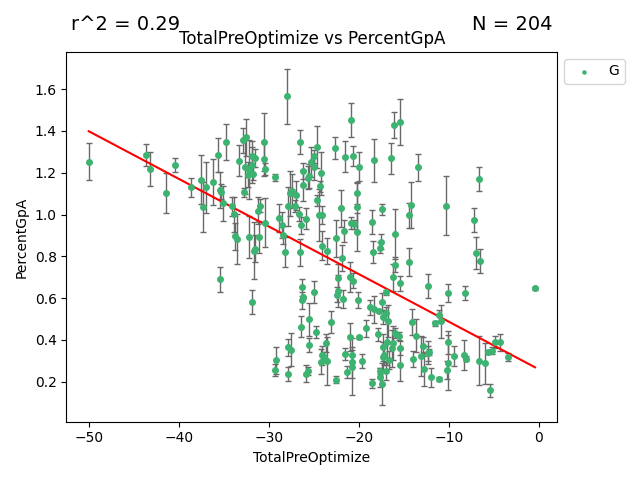 r^2 = 0.29
N = 204
TotalPreOptimize vs PercentGpA
G
PercentGpA
1.6
1.4
1.2
1.0
0.8
0.6
0.4
0.2
−50
−40
−30
−20
−10
0
TotalPreOptimize